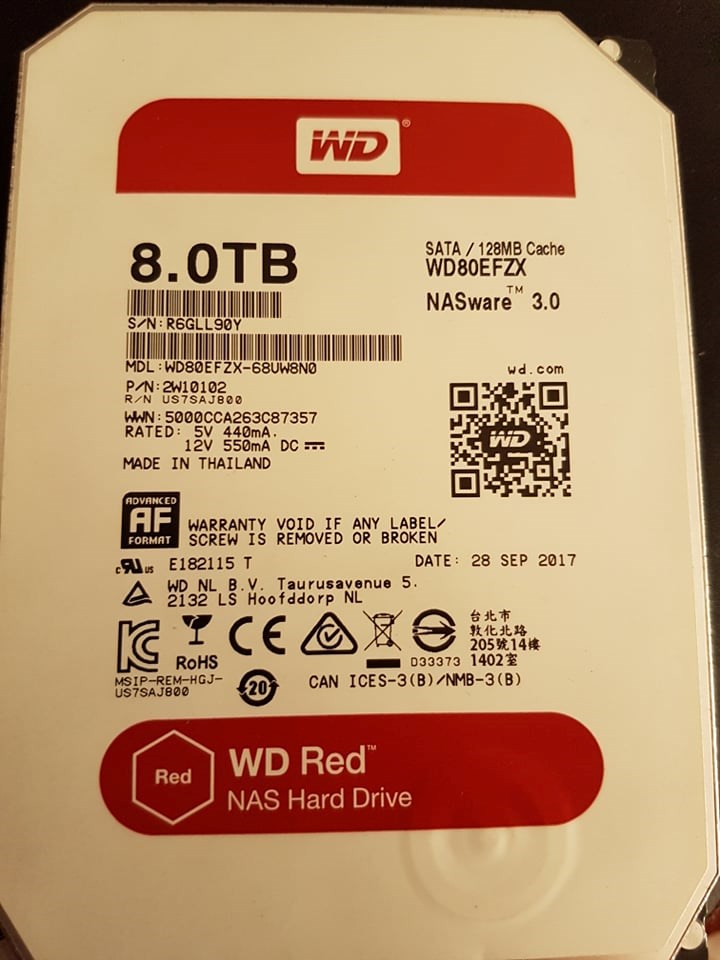 WD®
8.0TB
SATA / 128MB Cache
WD80EFZX
NASware™ 3.0
S/N: R6GLL90Y
MDL: WD80EFZX-68UW8N0
P/N: 2W10102
R/N US7SAJ800
WWN: 5000CCA263C87357
RATED: 5V 440mA.
12V 550mA DC
MADE IN THAILAND
wd.com
WD
ADVANCED
AF
FORMAT
WARRANTY VOID IF ANY LABEL/
SCREW IS REMOVED OR BROKEN
c RU us E182115 T
DATE: 28 SEP 2017
WD NL B.V. Taurusavenue 5.
2132 LS Hoofddorp NL
RoHS
CE
D33373
台北市
敦化北路
205號14樓
1402室
MSIP-REM-HGJ-
US7SAJ800
20
CAN ICES-3(B)/NMB-3(B)
Red
WD Red™
NAS Hard Drive